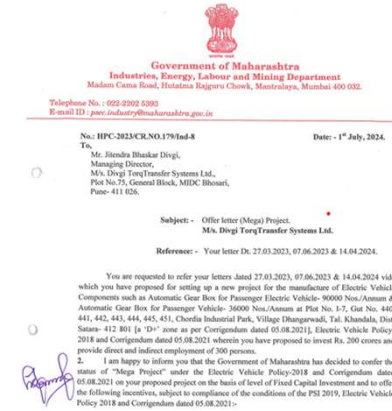 Government of Maharashtra
Industries, Energy, Labour and Mining Department
Madam Cama Road, Hutatma Rajguru Chowk, Mantralaya, Mumbai 400 032.
Telephone No. : 022-2202 5393
E-mail ID : psec.industry@maharashtra.gov.in
No.: HPC-2023/CR.NO.179/Ind-8 Date: - 1st July, 2024.
To,
Mr. Jitendra Bhaskar Divgi,
Managing Director,
M/s. Divgi TorqTransfer Systems Ltd.,
Plot No.75, General Block, MIDC Bhosari,
Pune- 411 026.
Subject: - Offer letter (Mega) Project.
M/s. Divgi TorqTransfer Systems Ltd.
Reference: - Your letter Dt. 27.03.2023, 07.06.2023 & 14.04.2024.
You are requested to refer your letters dated 27.03.2023, 07.06.2023 & 14.04.2024 vid
which you have proposed for setting up a new project for the manufacture of Electric Vehicle
Components such as Automatic Gear Box for Passenger Electric Vehicle- 90000 Nos./Annum &
Automatic Gear Box for Passenger Vehicle- 36000 Nos./Annum at Plot No. 1-7, Gut No. 440
441, 442, 443, 444, 445, 451, Chordia Industrial Park, Village Dhangarwadi, Tal. Khandala, Dist
Satara- 412 801 [a 'D+' zone as per Corrigendum dated 05.08.2021], Electric Vehicle Policy
2018 and Corrigendum dated 05.08.2021 wherein you have proposed to invest Rs. 200 crores and
provide direct and indirect employment of 300 persons.
2. I am happy to inform you that the Government of Maharashtra has decided to confer the
status of "Mega Project" under the Electric Vehicle Policy-2018 and Corrigendum dated
05.08.2021 on your proposed project on the basis of level of Fixed Capital Investment and to offe
the following incentives, subject to compliance of the conditions of the PSI 2019, Electric Vehicle
Policy 2018 and Corrigendum dated 05.08.2021:-